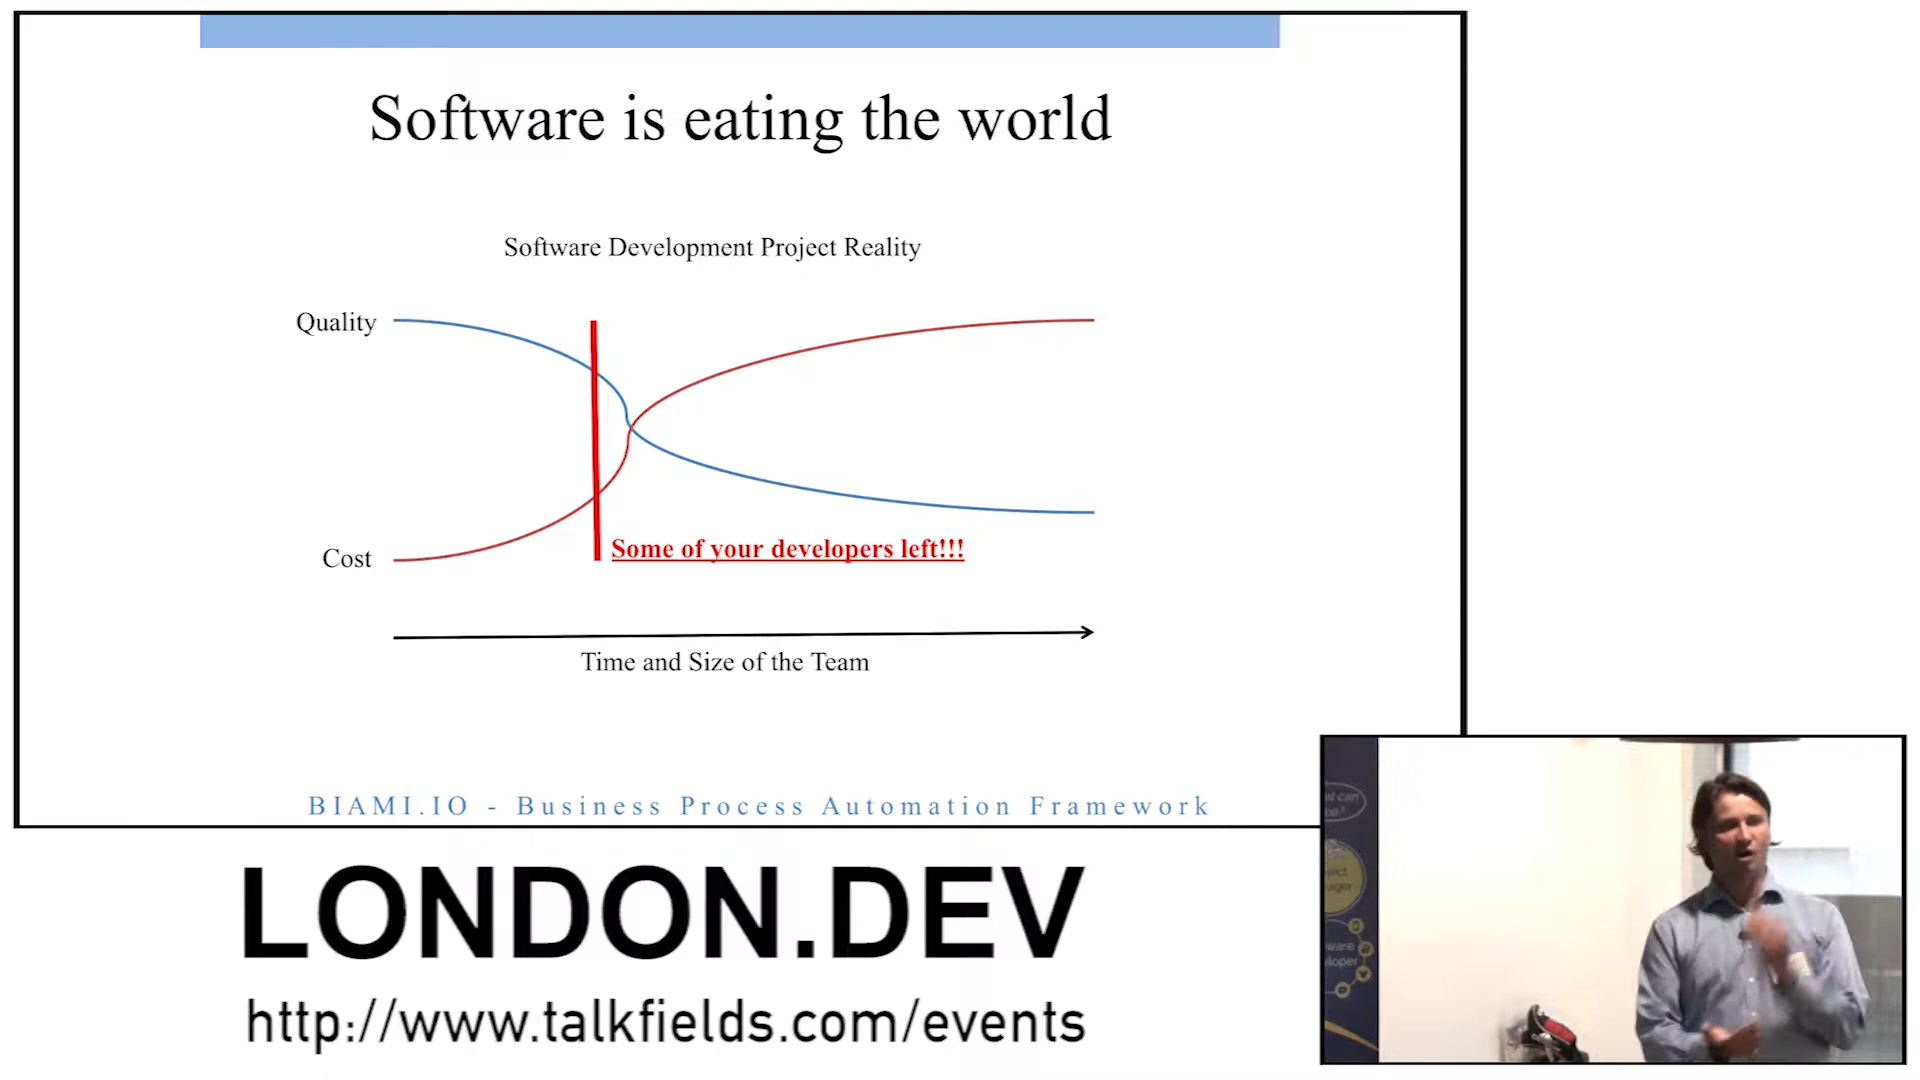 Software is eating the world
Software Development Project Reality
Quality
Cost
Some of your developers left!!!
Time and Size of the Team
BIAMI.IO - Business Process Automation Framework
LONDON.DEV
http://www.talkfields.com/events